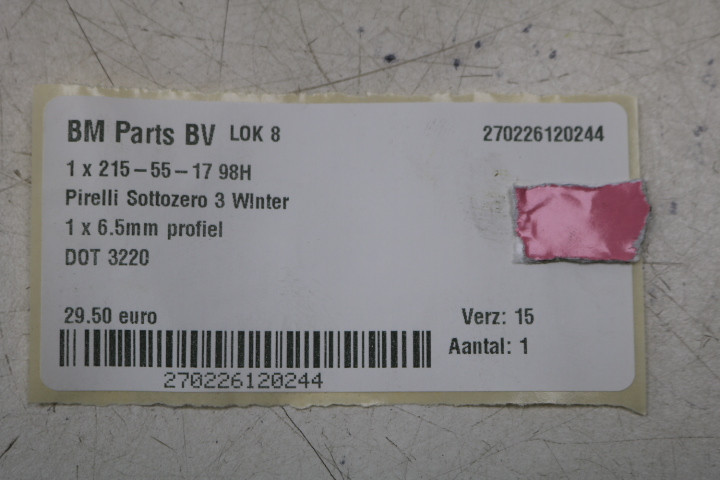 BM Parts BV LOK 8 270226120244
1 x 215-55-17 98H
Pirelli Sottozero 3 WInter
1 x 6.5mm profiel
DOT 3220
29.50 euro Verz: 15
Aantal: 1
270226120244